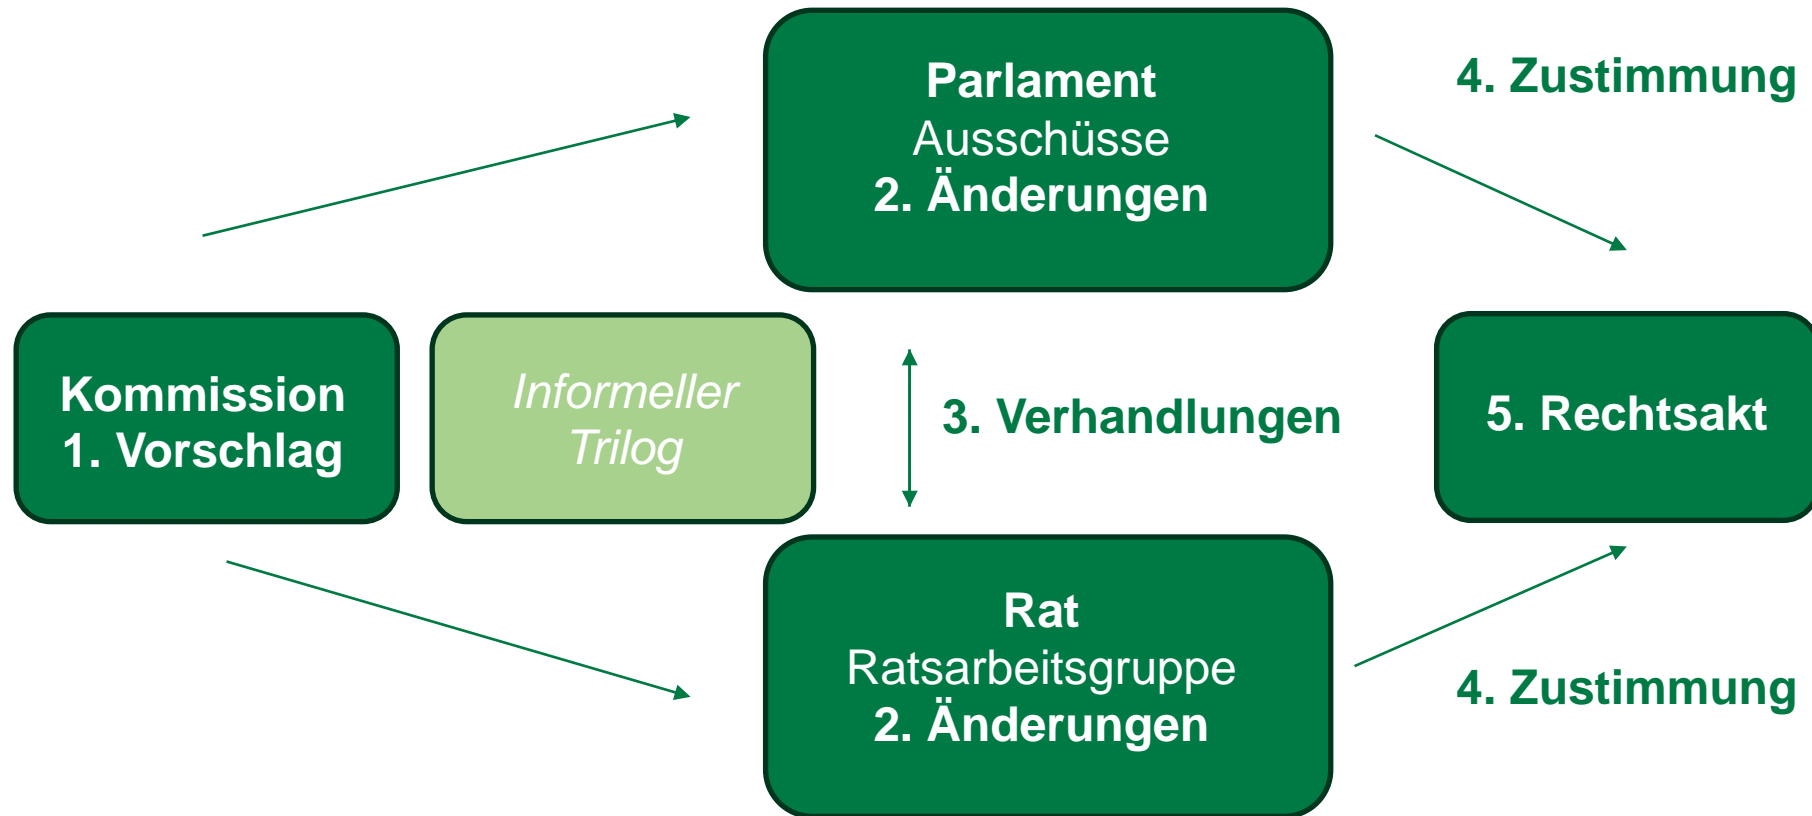 Parlament
Ausschüsse
2. Änderungen
4. Zustimmung
Kommission
1. Vorschlag
Informeller
Trilog
3. Verhandlungen
5. Rechtsakt
Rat
Ratsarbeitsgruppe
2. Änderungen
4. Zustimmung